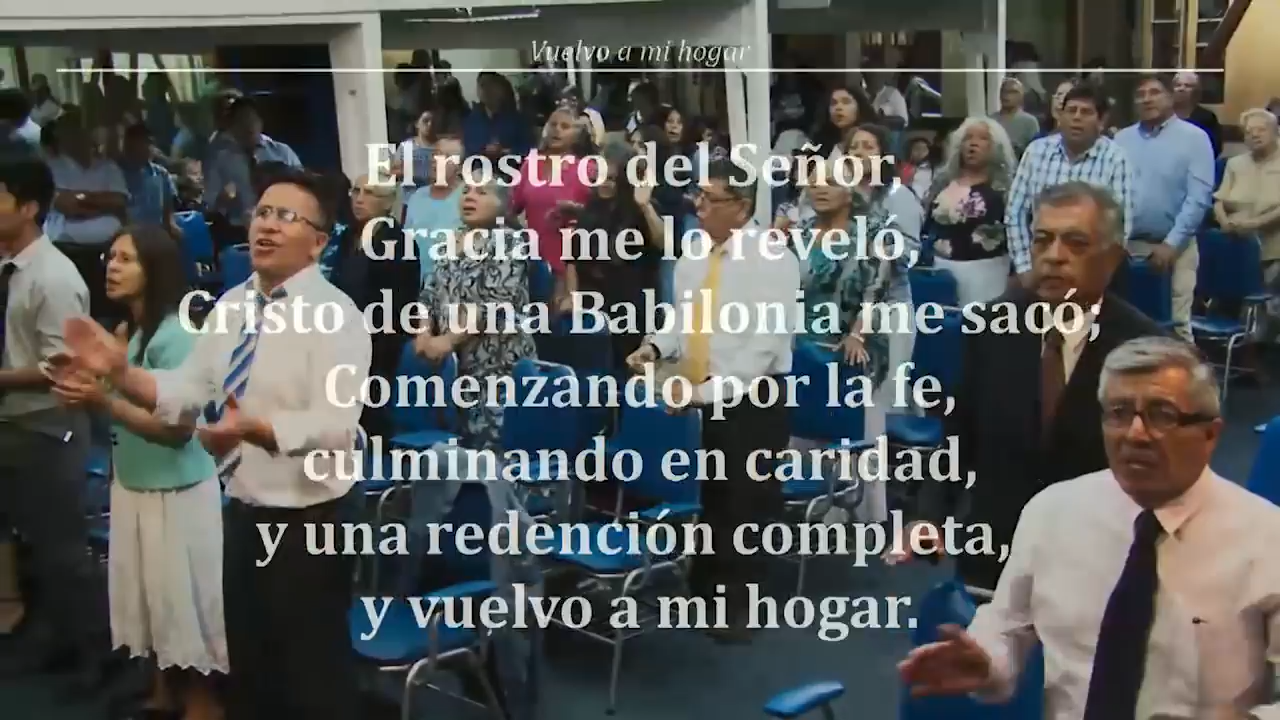 Vuelvo a mi hogar
El rostro del Señor,
Gracia me lo reveló,
Cristo de una Babilonia me sacó;
Comenzando por la fe,
culminando en caridad,
y una redención completa,
y vuelvo a mi hogar.